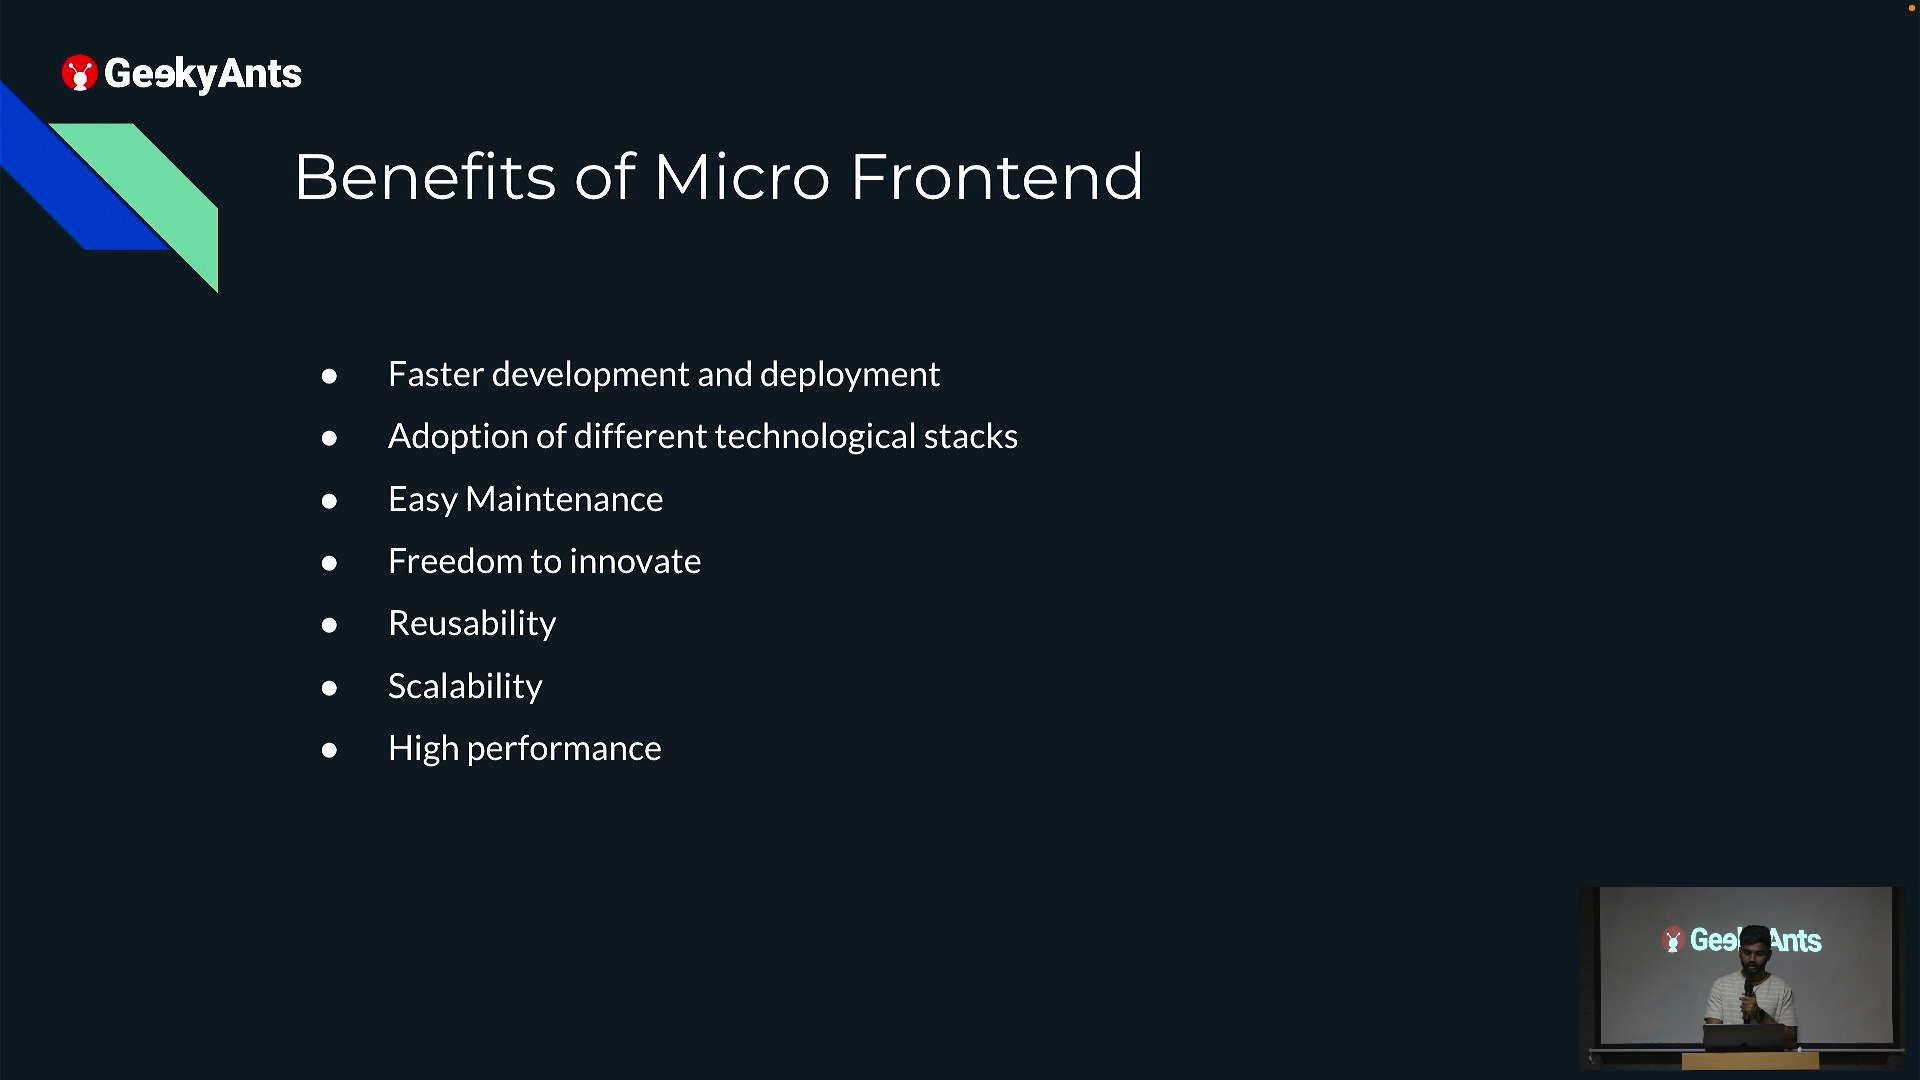 GeekyAnts
Benefits of Micro Frontend
● Faster development and deployment
● Adoption of different technological stacks
● Easy Maintenance
● Freedom to innovate
● Reusability
● Scalability
● High performance
GeekyAnts